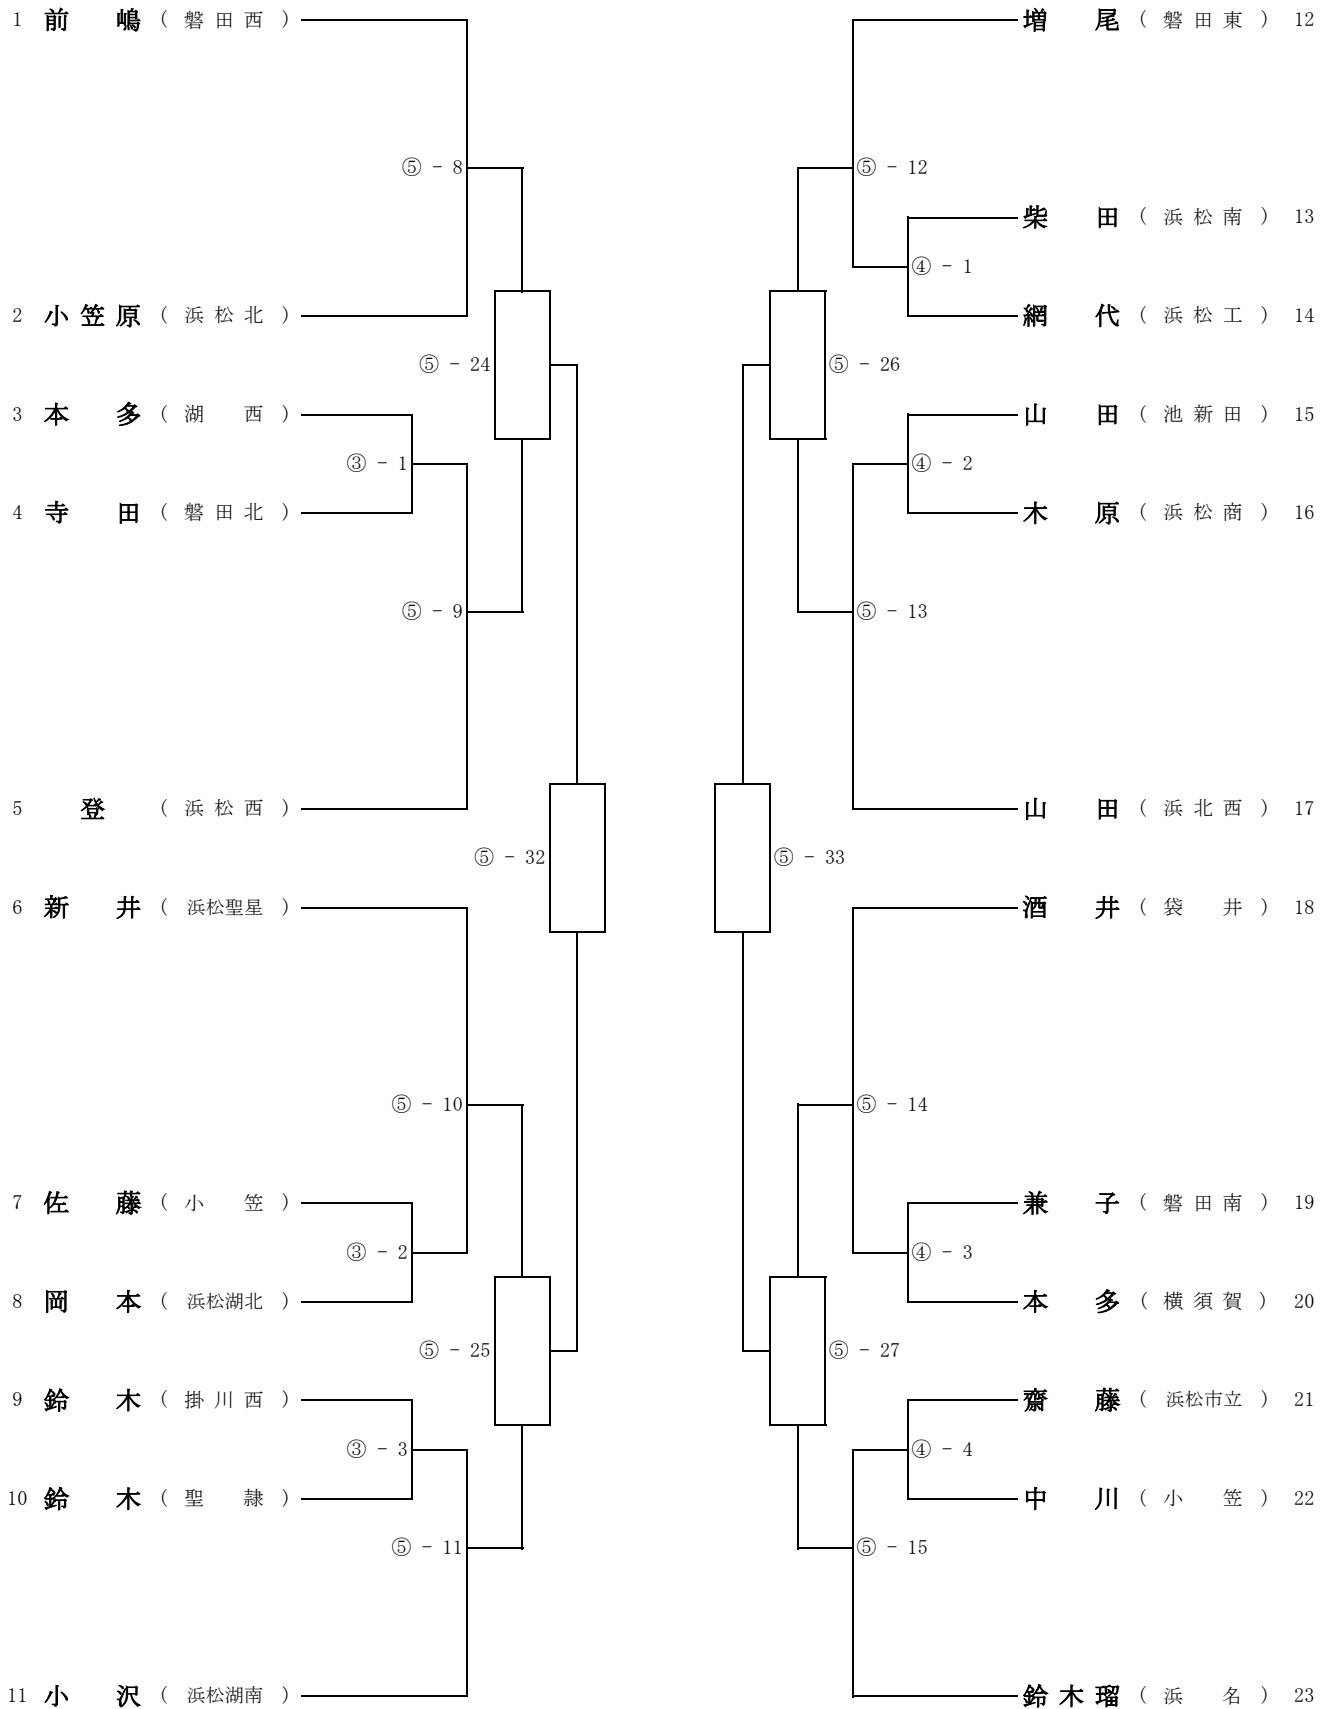 1 前嶋 ( 磐田西 )
⑤ - 8
2 小笠原 ( 浜松北 )
⑤ - 24
3 本多 ( 湖西 )
③ - 1
4 寺田 ( 磐田北 )
⑤ - 9
5 登 ( 浜松西 )
⑤ - 32
6 新井 ( 浜松聖星 )
⑤ - 10
7 佐藤 ( 小笠 )
③ - 2
8 岡本 ( 浜松湖北 )
⑤ - 25
9 鈴木 ( 掛川西 )
③ - 3
10 鈴木 ( 聖隷 )
⑤ - 11
11 小沢 ( 浜松湖南 )
増尾 ( 磐田東 ) 12
⑤ - 12
柴田 ( 浜松南 ) 13
④ - 1
網代 ( 浜松工 ) 14
⑤ - 26
山田 ( 池新田 ) 15
④ - 2
木原 ( 浜松商 ) 16
⑤ - 13
山田 ( 浜北西 ) 17
⑤ - 33
酒井 ( 袋井 ) 18
⑤ - 14
兼子 ( 磐田南 ) 19
④ - 3
本多 ( 横須賀 ) 20
⑤ - 27
齋藤 ( 浜松市立 ) 21
④ - 4
中川 ( 小笠 ) 22
⑤ - 15
鈴木瑠 ( 浜名 ) 23